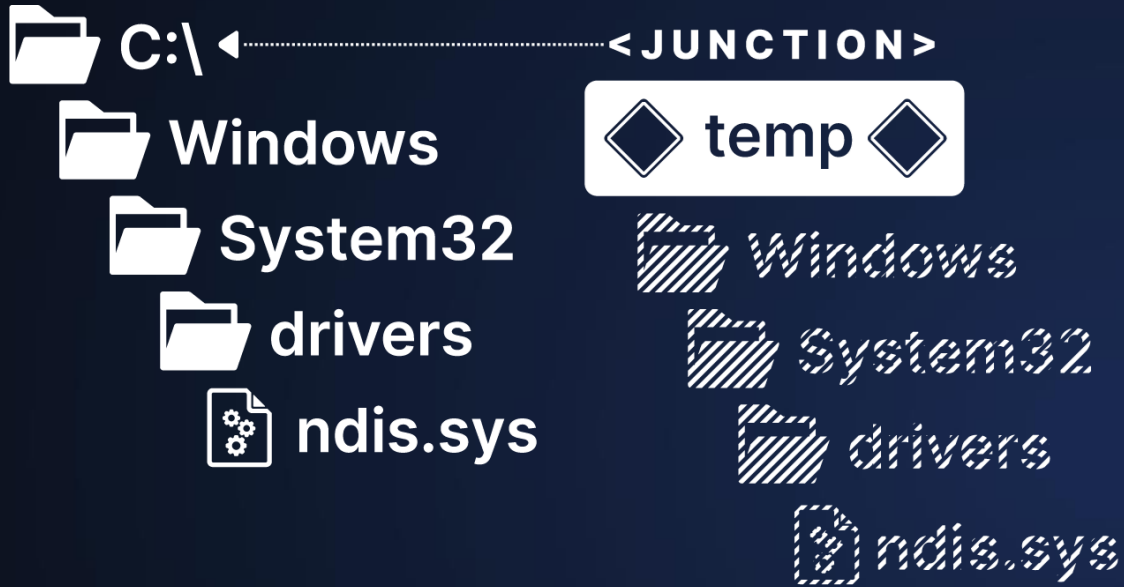 C:\
Windows
System32
drivers
ndis.sys
<JUNCTION>
temp
Windows
System32
drivers
ndis.sys